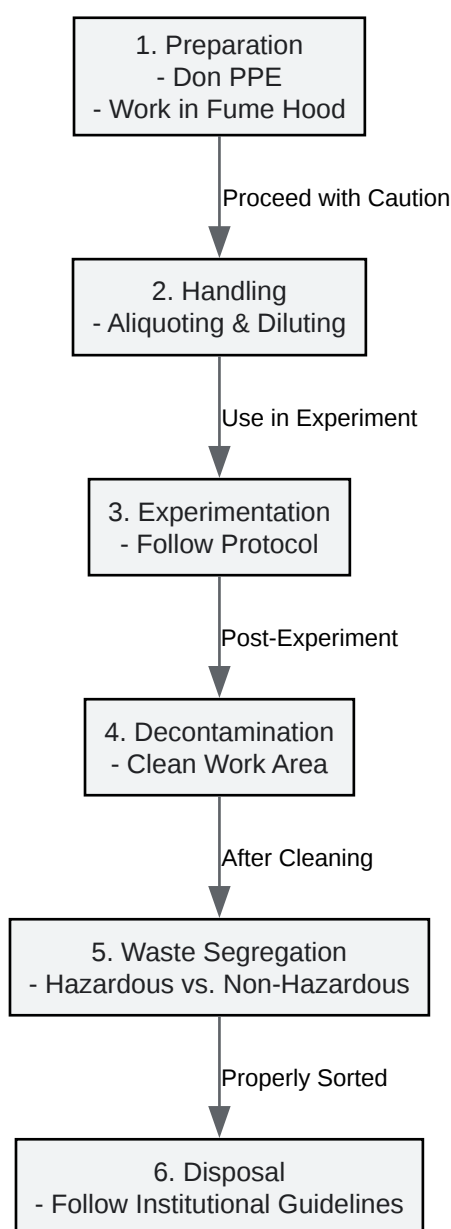 1. Preparation
- Don PPE
- Work in Fume Hood
Proceed with Caution
2. Handling
- Aliquoting & Diluting
Use in Experiment
3. Experimentation
- Follow Protocol
Post-Experiment
4. Decontamination
- Clean Work Area
After Cleaning
5. Waste Segregation
- Hazardous vs. Non-Hazardous
Properly Sorted
6. Disposal
- Follow Institutional Guidelines